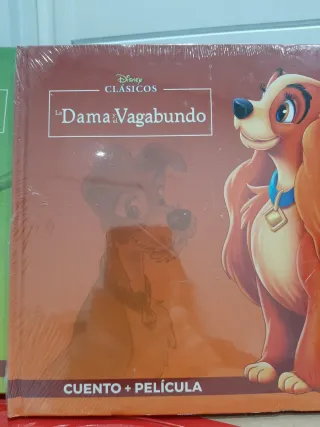 Disney
CLÁSICOS
La Dama y el Vagabundo
CUENTO + PELÍCULA